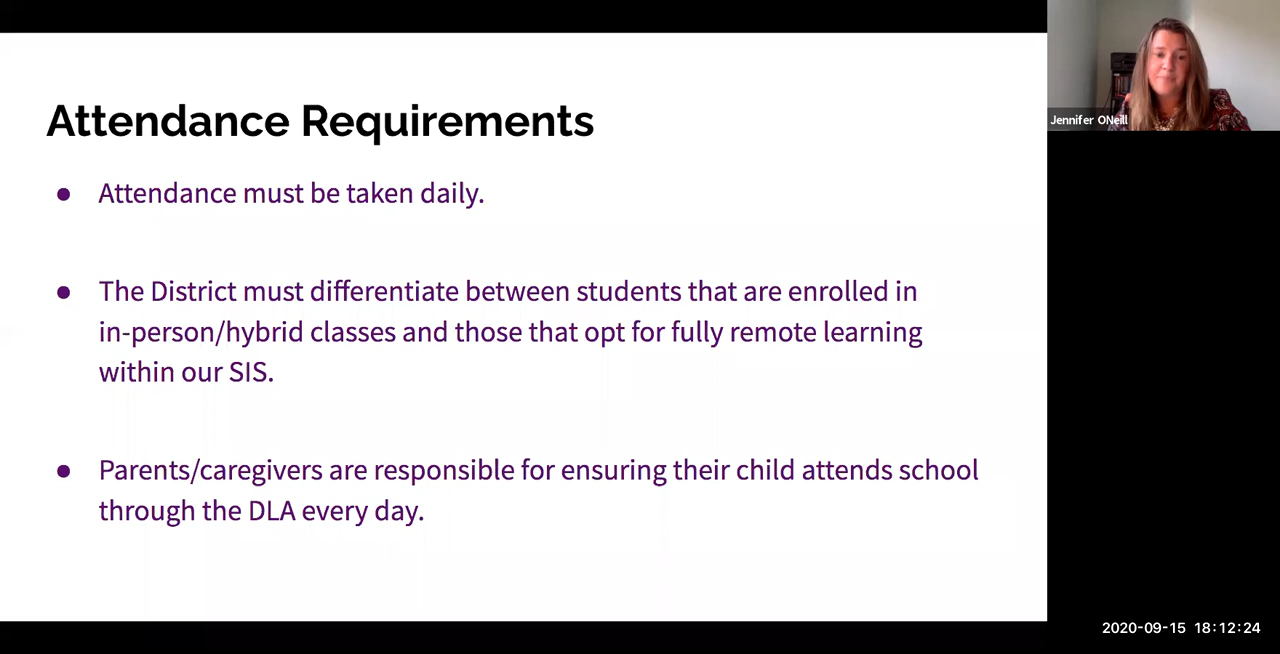 Attendance Requirements
● Attendance must be taken daily.
● The District must differentiate between students that are enrolled in
in-person/hybrid classes and those that opt for fully remote learning
within our SIS.
● Parents/caregivers are responsible for ensuring their child attends school
through the DLA every day.
Jennifer ONeill
2020-09-15 18:12:24